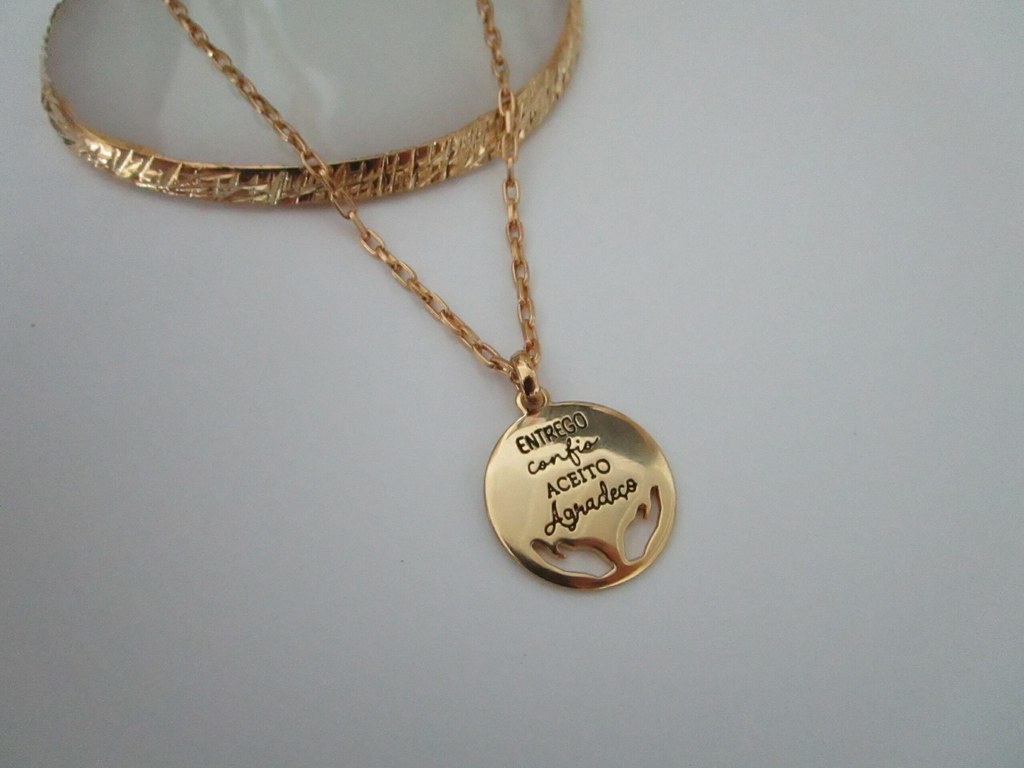 ENTREGO
confio
ACEITO
Agradeço